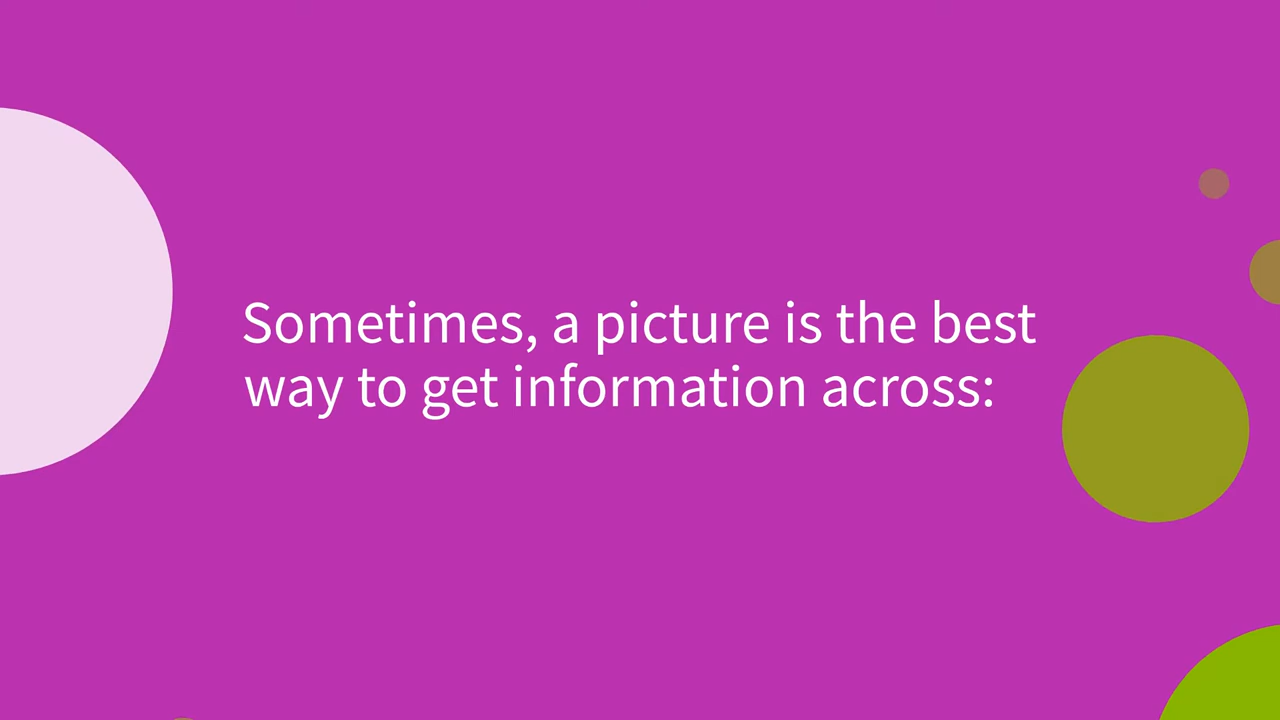 Sometimes, a picture is the best
way to get information across: